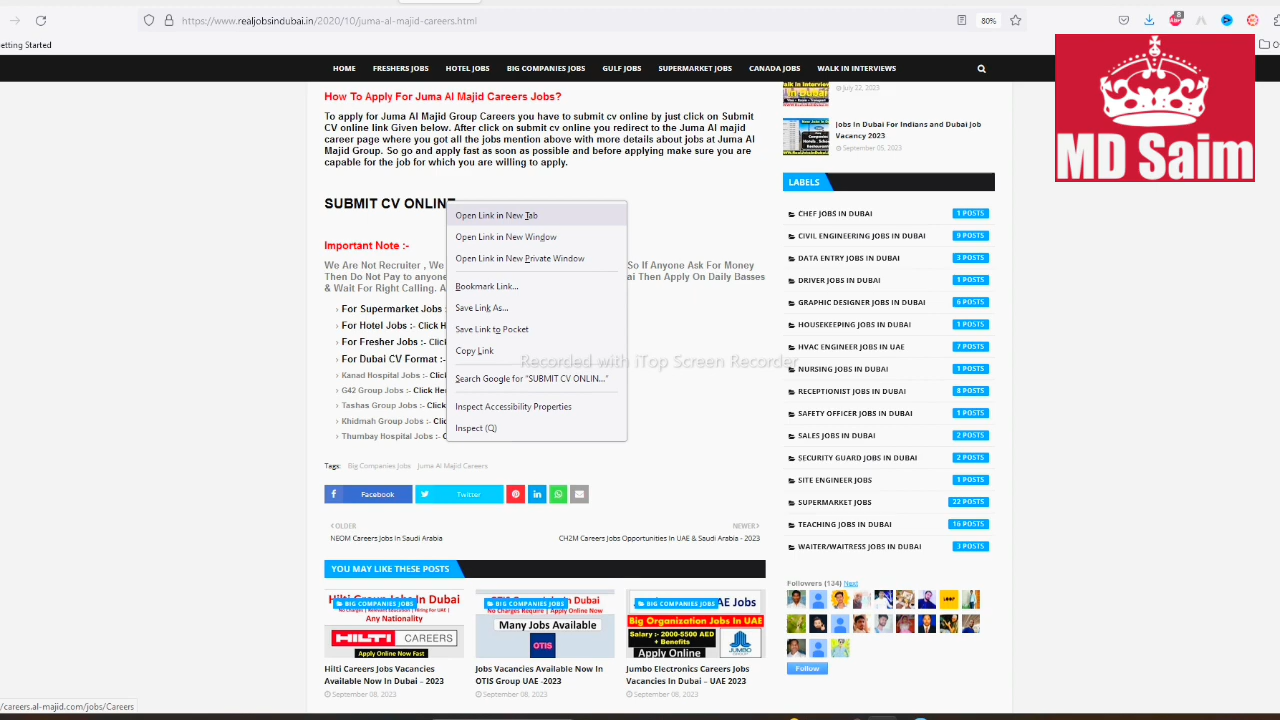 https://www.realjobsindubai.in/2020/10/juma-al-majid-careers.html
80%
8
etting Started
HOME FRESHERS JOBS HOTEL JOBS BIG COMPANIES JOBS GULF JOBS SUPERMARKET JOBS CANADA JOBS WALK IN INTERVIEWS
MD Saim
How To Apply For Juma Al Majid Careers Jobs?
To apply for Juma Al Majid Group Careers you have to submit cv online by just click on Submit
CV online link Given below. After click on submit cv online you redirect to the Juma Al majid
career page where you got all the jobs mention above with more details about jobs at Juma Al
Majid Group. So go and apply fast as soon as possible and before applying make sure you are
capable for the job for which you are willing to apply.
SUBMIT CV ONLINE
Important Note :-
We Are Not Recruiter , We
So If Anyone Ask For Money
Then Do Not Pay to anyone
ai Then Apply On Daily Basses
& Wait For Right Calling. A
For Supermarket Jobs :-
For Hotel Jobs :- Click H
For Fresher Jobs :- Clic
For Dubai CV Format :-
Kanad Hospital Jobs :- C
G42 Group Jobs :- Click He
Tashas Group Jobs :- Clic
Khidmah Group Jobs :- C
Thumbay Hospital Jobs :- C
Open Link in New Tab
Open Link in New Window
Open Link in New Private Window
Bookmark Link...
Save Link As...
Save Link to Pocket
Copy Link
Search Google for “SUBMIT CV ONLIN...”
Inspect Accessibility Properties
Inspect (Q)
Recorded with iTop Screen Recorder
Tags: Big Companies Jobs Juma Al Majid Careers
Facebook Twitter
OLDER NEWER
NEOM Careers Jobs In Saudi Arabia CH2M Careers Jobs Opportunities In UAE & Saudi Arabia - 2023
YOU MAY LIKE THESE POSTS
BIG COMPANIES JOBS
Any Nationality
HILTI CAREERS
Apply Online Now Fast
Hilti Careers Jobs Vacancies
Available Now In Dubai – 2023
September 08, 2023
BIG COMPANIES JOBS
No Charges Require | Apply Online Now
Many Jobs Available
OTIS
Jobs Vacancies Available Now In
OTIS Group UAE -2023
September 08, 2023
BIG COMPANIES JOBS
AE Jobs
Big Organization Jobs In UAE
Salary :- 2000-5500 AED
+ Benefits
Apply Online
JUMBO
Jumbo Electronics Careers Jobs
Vacancies In Dubai – UAE 2023
September 08, 2023
July 22, 2023
Jobs In Dubai For Indians and Dubai Job
Vacancy 2023
September 05, 2023
LABELS
CHEF JOBS IN DUBAI 1 POSTS
CIVIL ENGINEERING JOBS IN DUBAI 9 POSTS
DATA ENTRY JOBS IN DUBAI 3 POSTS
DRIVER JOBS IN DUBAI 1 POSTS
GRAPHIC DESIGNER JOBS IN DUBAI 6 POSTS
HOUSEKEEPING JOBS IN DUBAI 1 POSTS
HVAC ENGINEER JOBS IN UAE 7 POSTS
NURSING JOBS IN DUBAI 1 POSTS
RECEPTIONIST JOBS IN DUBAI 8 POSTS
SAFETY OFFICER JOBS IN DUBAI 1 POSTS
SALES JOBS IN DUBAI 2 POSTS
SECURITY GUARD JOBS IN DUBAI 2 POSTS
SITE ENGINEER JOBS 1 POSTS
SUPERMARKET JOBS 22 POSTS
TEACHING JOBS IN DUBAI 16 POSTS
WAITER/WAITRESS JOBS IN DUBAI 3 POSTS
Followers (134) Next
Follow
/careers.al-majid.com/jobs/Careers